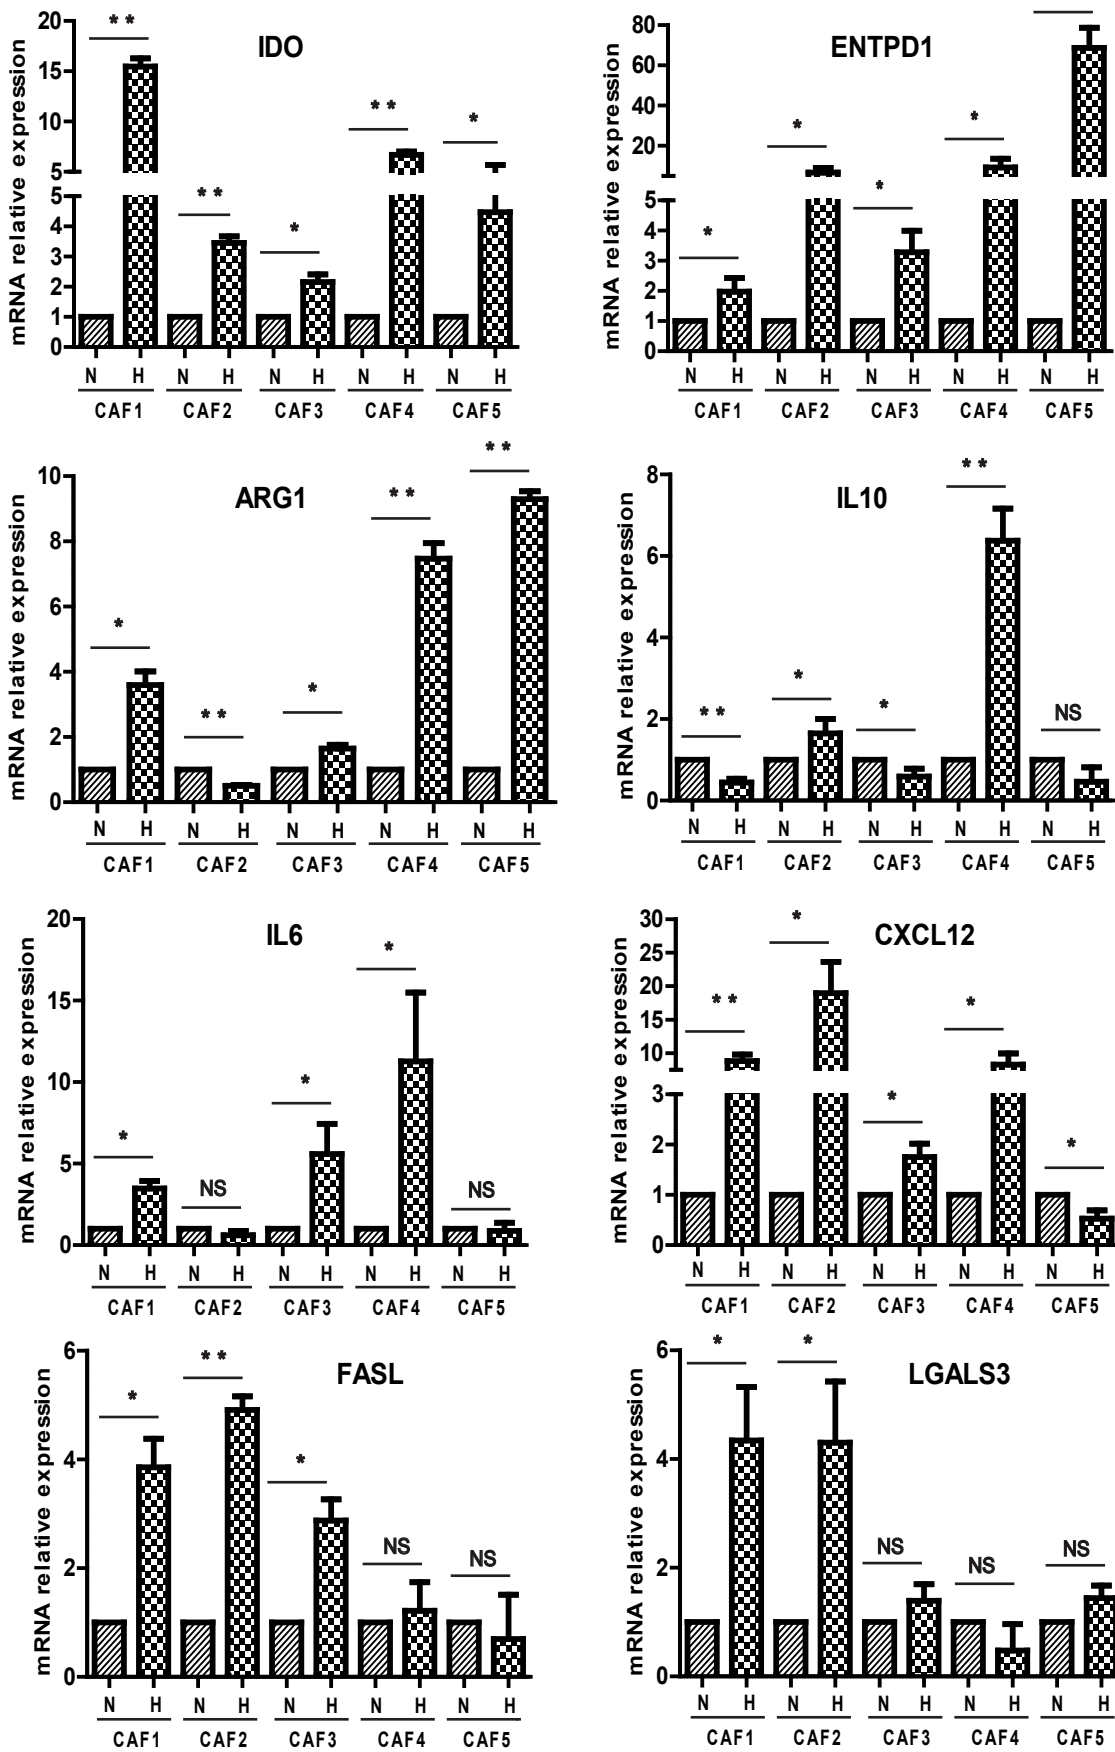 IDO
mRNA relative expression
20
15
10
5
5
4
3
2
1
0
**
**
*
**
*
N H N H N H N H N H
CAF1 CAF2 CAF3 CAF4 CAF5
ENTPD1
mRNA relative expression
80
60
40
20
5
4
3
2
1
0
*
*
*
*
N H N H N H N H N H
CAF1 CAF2 CAF3 CAF4 CAF5
ARG1
mRNA relative expression
10
8
6
4
2
0
*
**
*
**
**
N H N H N H N H N H
CAF1 CAF2 CAF3 CAF4 CAF5
IL10
mRNA relative expression
8
6
4
2
0
**
*
*
**
NS
N H N H N H N H N H
CAF1 CAF2 CAF3 CAF4 CAF5
IL6
mRNA relative expression
20
15
10
5
0
*
NS
*
*
NS
N H N H N H N H N H
CAF1 CAF2 CAF3 CAF4 CAF5
CXCL12
mRNA relative expression
30
25
20
15
10
3
2
1
0
**
*
*
*
*
N H N H N H N H N H
CAF1 CAF2 CAF3 CAF4 CAF5
FASL
mRNA relative expression
6
4
2
0
*
**
*
NS
NS
N H N H N H N H N H
CAF1 CAF2 CAF3 CAF4 CAF5
LGALS3
mRNA relative expression
6
4
2
0
*
*
NS
NS
NS
N H N H N H N H N H
CAF1 CAF2 CAF3 CAF4 CAF5